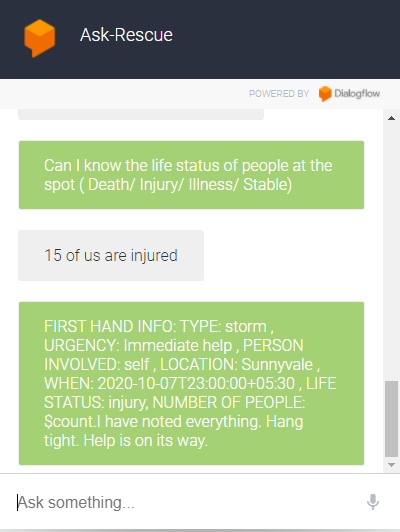 Ask-Rescue
POWERED BY Dialogflow
Can I know the life status of people at the
spot ( Death/ Injury/ Illness/ Stable)
15 of us are injured
FIRST HAND INFO: TYPE: storm ,
URGENCY: Immediate help , PERSON
INVOLVED: self , LOCATION: Sunnyvale ,
WHEN: 2020-10-07T23:00:00+05:30 , LIFE
STATUS: injury, NUMBER OF PEOPLE:
$count.I have noted everything. Hang
tight. Help is on its way.
Ask something...